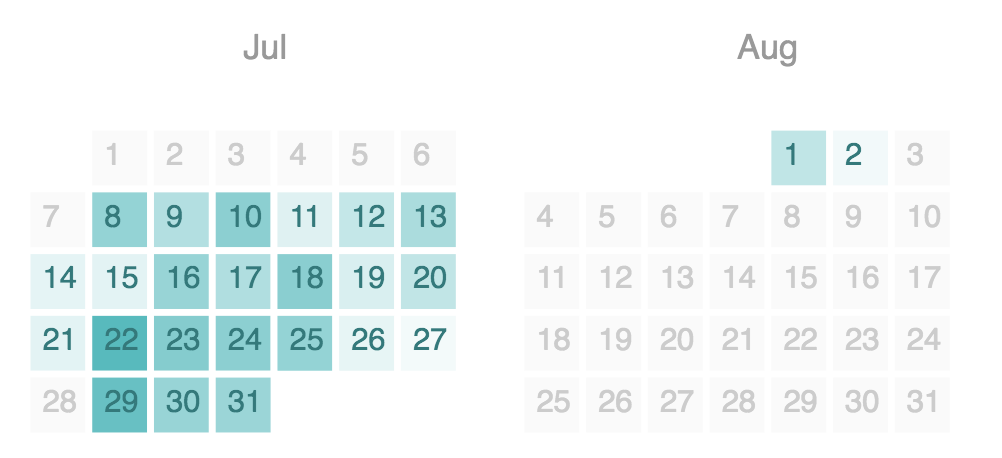 Jul
1 2 3 4 5 6
7 8 9 10 11 12 13
14 15 16 17 18 19 20
21 22 23 24 25 26 27
28 29 30 31
Aug
1 2 3
4 5 6 7 8 9 10
11 12 13 14 15 16 17
18 19 20 21 22 23 24
25 26 27 28 29 30 31